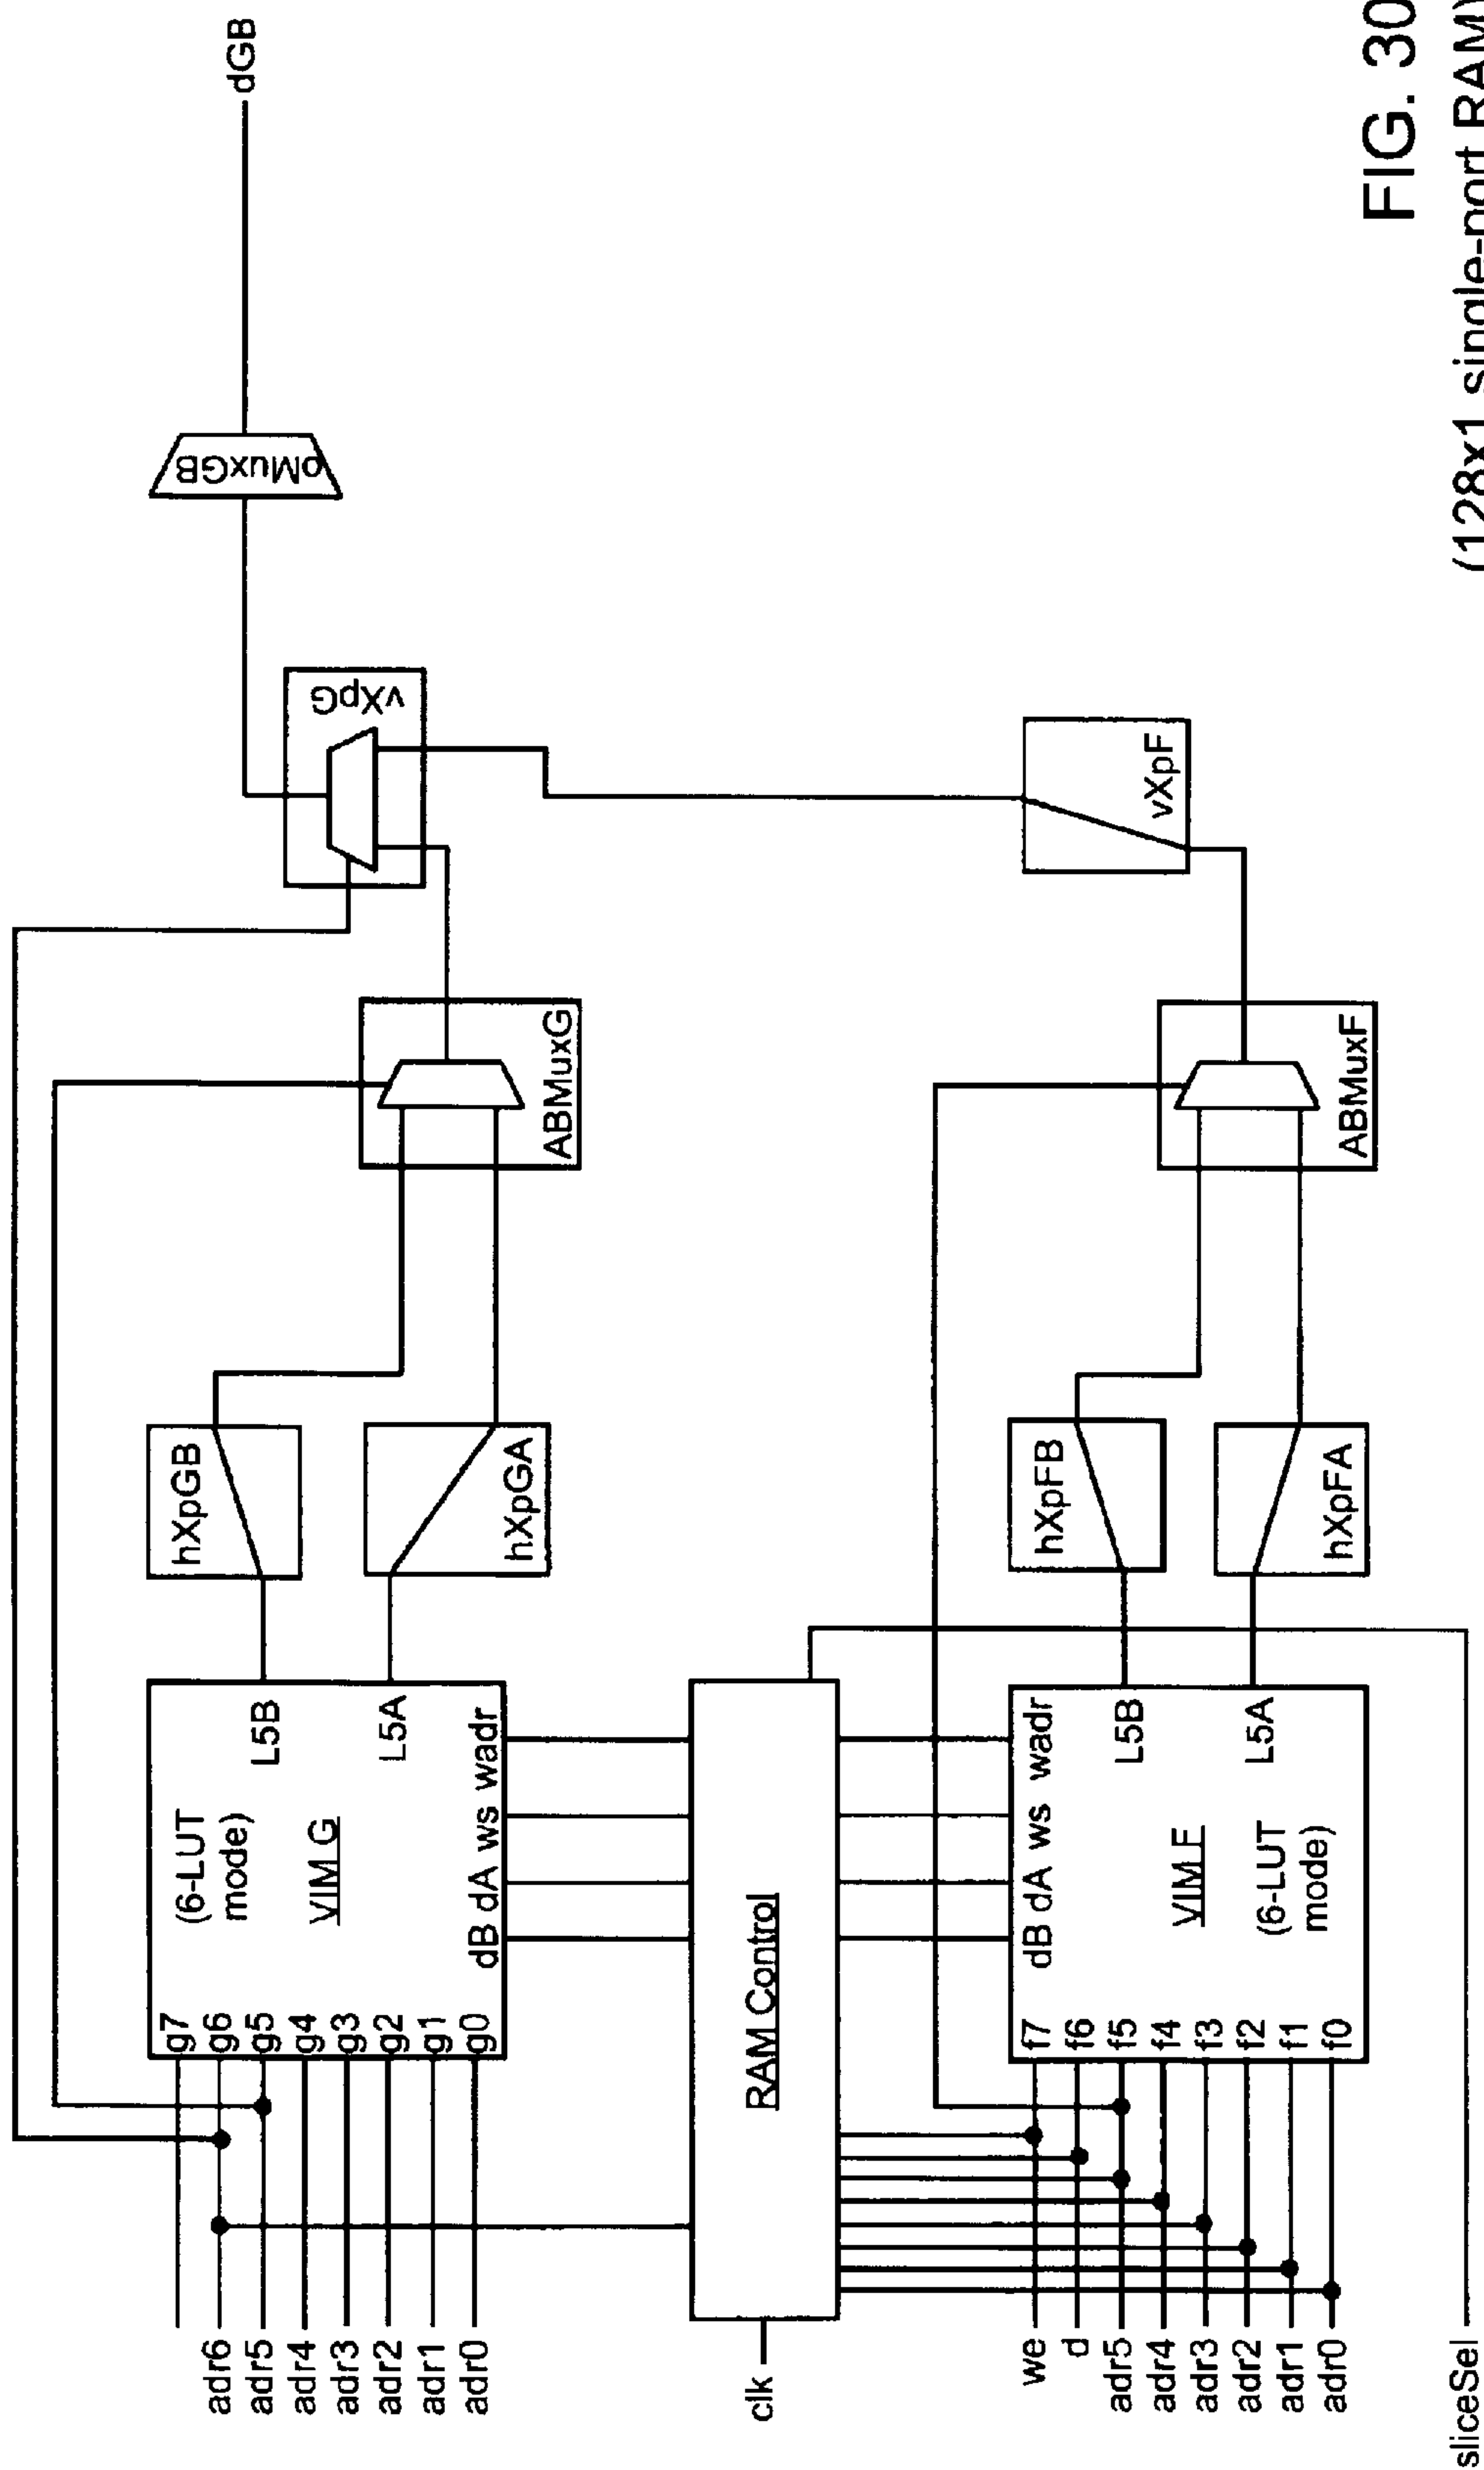 dGB
oMuxGB
vXpG
ABMuxG
hXpGB
hXpGA
(6-LUT
mode)
VIM G
L5B
L5A
dB dA ws wadr
g7
g6
g5
g4
g3
g2
g1
g0
adr6
adr5
adr4
adr3
adr2
adr1
adr0
RAM Control
clk
vXpF
ABMuxF
hXpFB
hXpFA
dB dA ws wadr
L5B
L5A
VIM F
(6-LUT
mode)
f7
f6
f5
f4
f3
f2
f1
f0
we
d
adr5
adr4
adr3
adr2
adr1
adr0
sliceSel
FIG. 30
(128x1 single-port RAM)